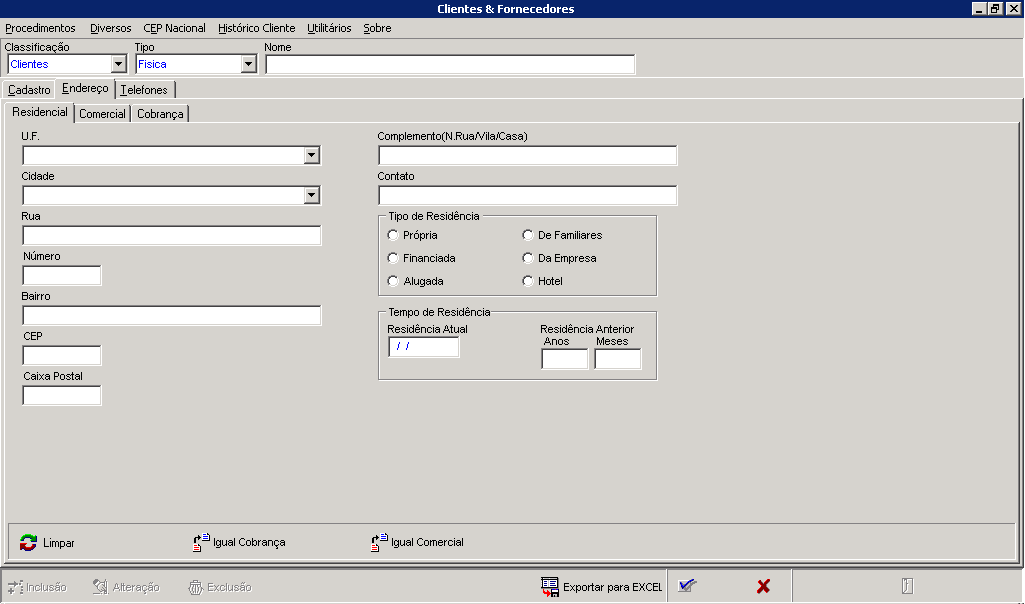 Clientes & Fornecedores
Procedimentos Diversos CEP Nacional Histórico Cliente Utilitários Sobre
Classificação Tipo Nome
Clientes Fisica
Cadastro Endereço Telefones
Residencial Comercial Cobrança
U.F. Complemento(N.Rua/Vila/Casa)
Cidade Contato
Rua Tipo de Residência
Própria De Familiares
Número Financiada Da Empresa
Alugada Hotel
Bairro Tempo de Residência
Residência Atual Residência Anterior
CEP Anos Meses
/ /
Caixa Postal
Limpar Igual Cobrança Igual Comercial
Inclusão Alteração Exclusão Exportar para EXCEL